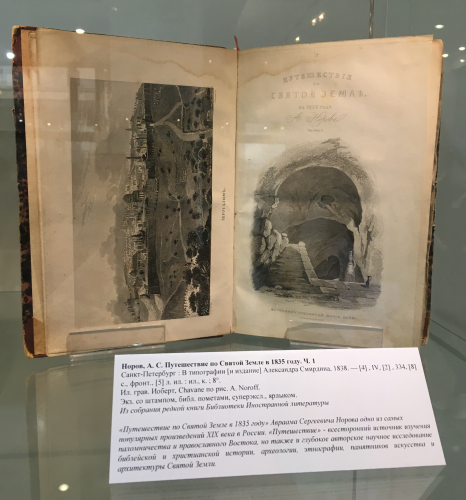 ПУТЕШЕСТВІЕ
СВЯТОЙ ЗЕМЛѢ,
ІЕРУСАЛИМЪ.
Норов, А. С. Путешествие по Святой Земле в 1835 году. Ч. 1
Санкт-Петербург : В типографии [и издание] Александра Смирдина, 1838. — [4] , IV, [2] , 334, [8]
с., фронт., [5] л. ил. : ил., к. ; 8°.
Ил. грав. Hoберт, Chavane по рис. A. Noroff.
Экз. со штампом, библ. пометами, суперэксл., ярлыком.
Из собрания редкой книги Библиотеки Иностранной литературы
«Путешествие по Святой Земле в 1835 году» Авраама Сергеевича Норова одно из самых
популярных произведений XIX века в России. «Путешествие» - всесторонний источник изучения
паломничества и православного Востока, но также и глубокое авторское научное исследование
библейской и христианской истории, археологии, этнографии, памятников искусства и
архитектуры Святой Земли.